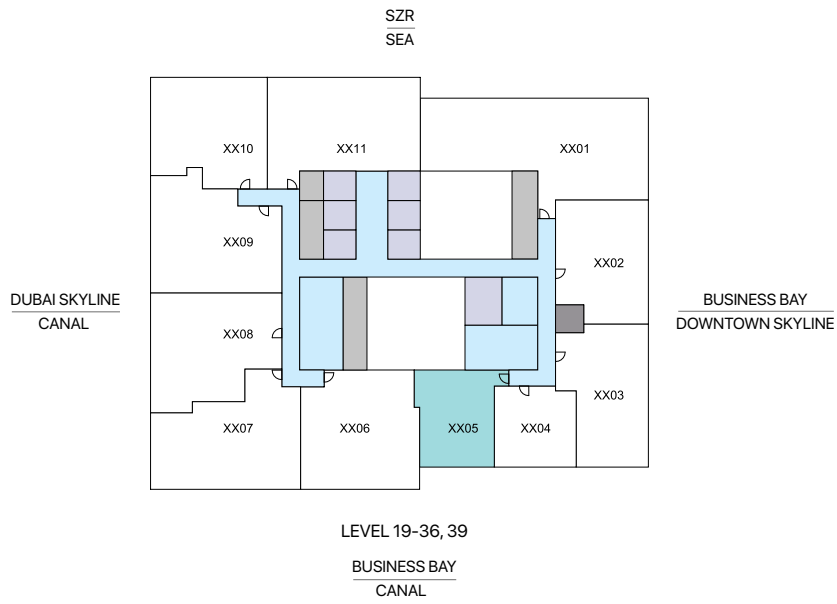 SZR
SEA
XX10
XX11
XX01
XX09
XX02
DUBAI SKYLINE
CANAL
BUSINESS BAY
DOWNTOWN SKYLINE
XX08
XX03
XX07
XX06
XX05
XX04
LEVEL 19-36, 39
BUSINESS BAY
CANAL